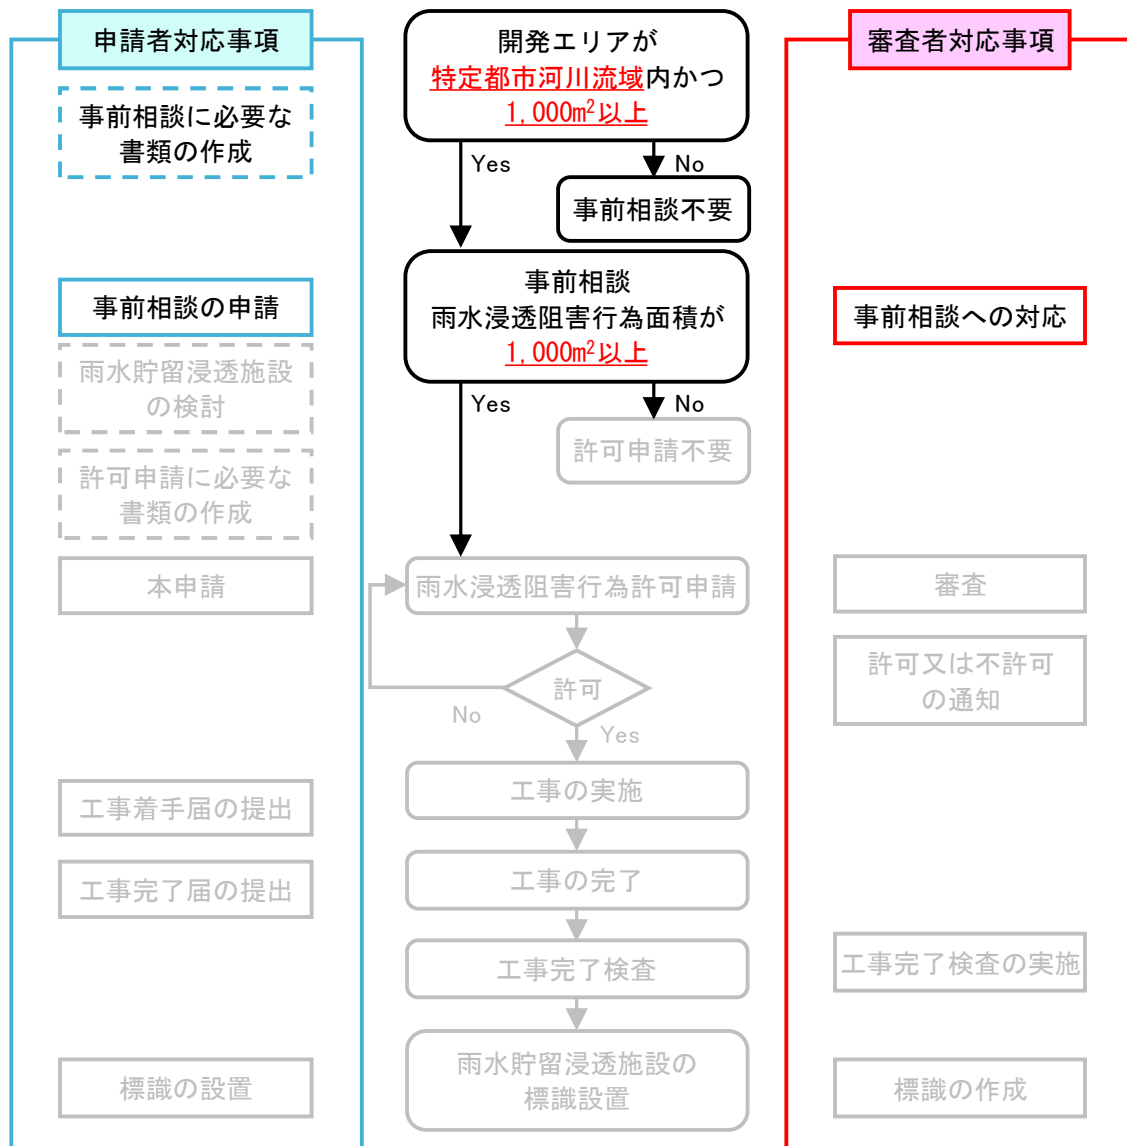 申請者対応事項
事前相談に必要な
書類の作成
事前相談の申請
雨水貯留浸透施設
の検討
許可申請に必要な
書類の作成
本申請
工事着手届の提出
工事完了届の提出
標識の設置
開発エリアが
特定都市河川流域内かつ
1,000m²以上
Yes
No
事前相談不要
事前相談
雨水浸透阻害行為面積が
1,000m²以上
Yes
No
許可申請不要
雨水浸透阻害行為許可申請
許可
No
Yes
工事の実施
工事の完了
工事完了検査
雨水貯留浸透施設の
標識設置
審査者対応事項
事前相談への対応
審査
許可又は不許可
の通知
工事完了検査の実施
標識の作成